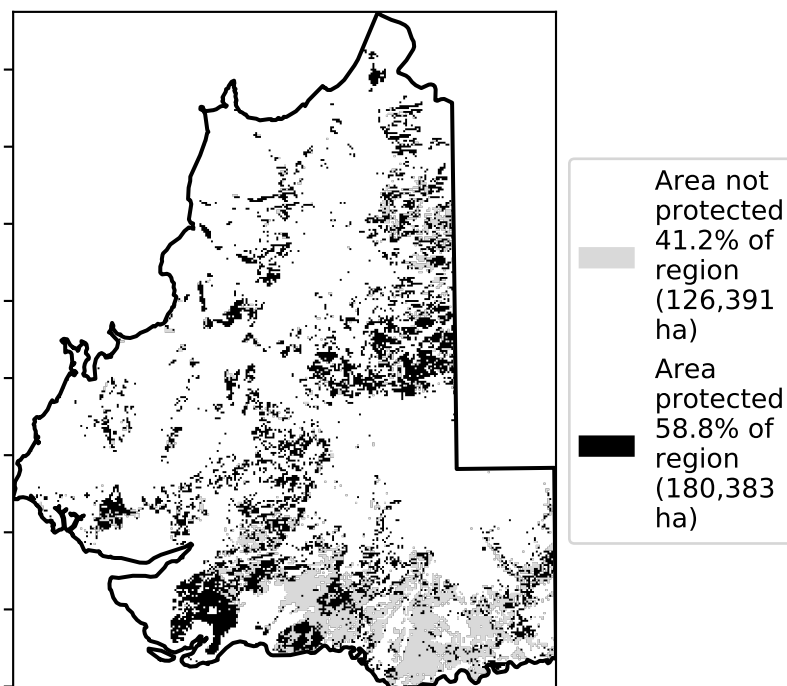 Area not
protected
41.2% of
region
(126,391
ha)
Area
protected
58.8% of
region
(180,383
ha)